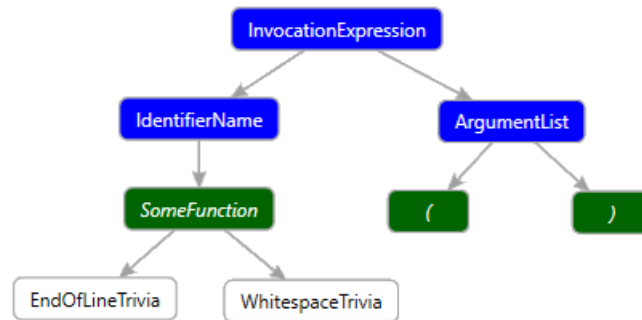 InvocationExpression
IdentifierName
ArgumentList
SomeFunction
(
)
EndOfLineTrivia
WhitespaceTrivia